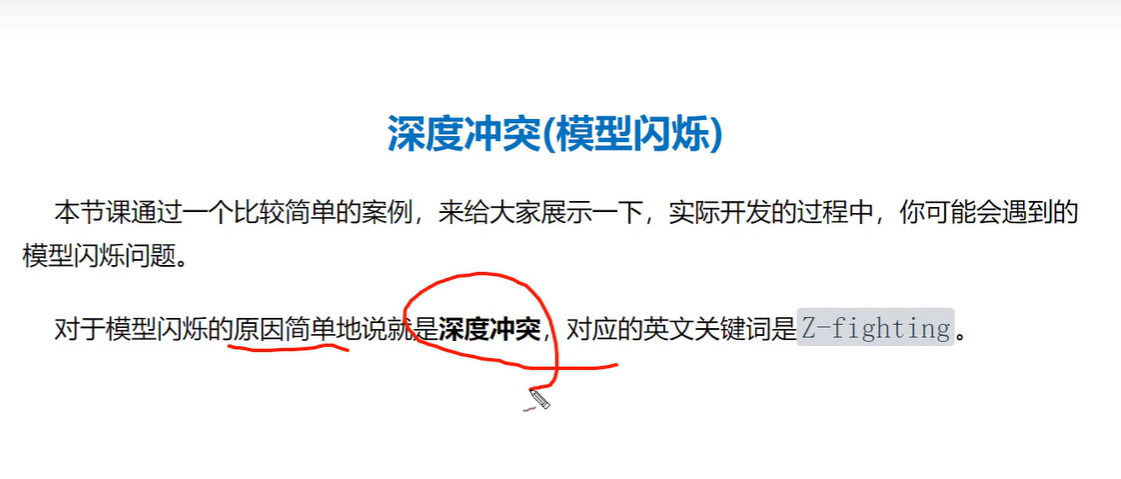 深度冲突(模型闪烁)
本节课通过一个比较简单的案例，来给大家展示一下，实际开发的过程中，你可能会遇到的
模型闪烁问题。
对于模型闪烁的原因简单地说就是深度冲突，对应的英文关键词是Z-fighting。